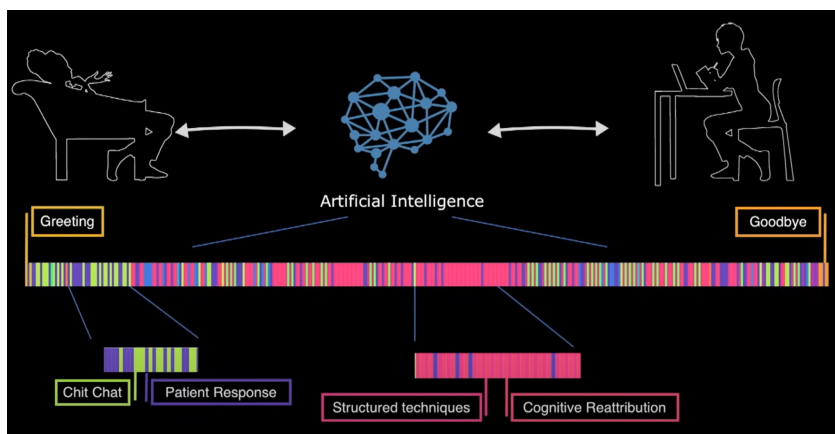 Artificial Intelligence
Greeting
Goodbye
Chit Chat
Patient Response
Structured techniques
Cognitive Reattribution